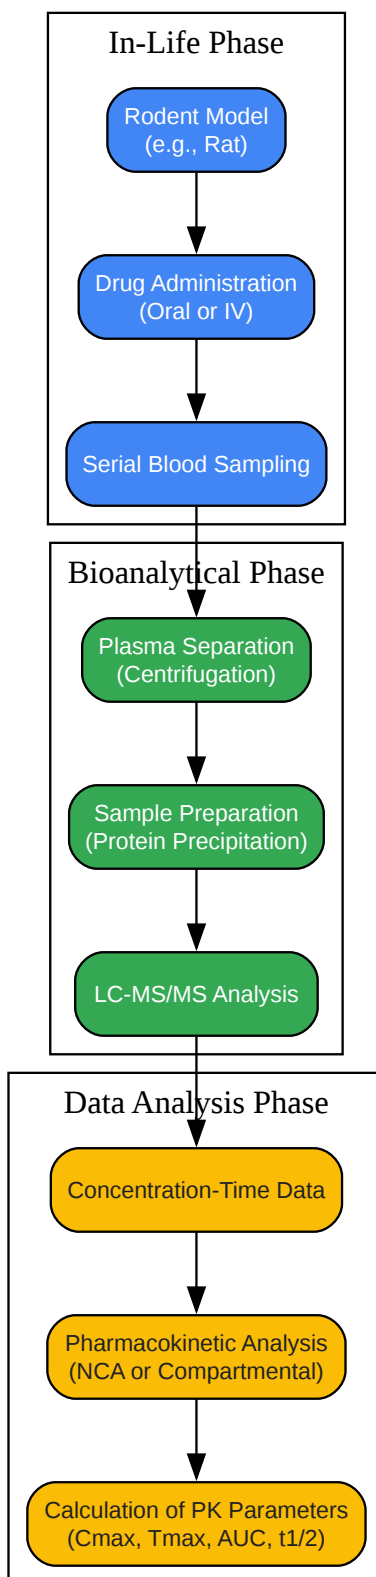 In-Life Phase
Rodent Model
(e.g., Rat)
Drug Administration
(Oral or IV)
Serial Blood Sampling
Bioanalytical Phase
Plasma Separation
(Centrifugation)
Sample Preparation
(Protein Precipitation)
LC-MS/MS Analysis
Data Analysis Phase
Concentration-Time Data
Pharmacokinetic Analysis
(NCA or Compartmental)
Calculation of PK Parameters
(Cmax, Tmax, AUC, t1/2)